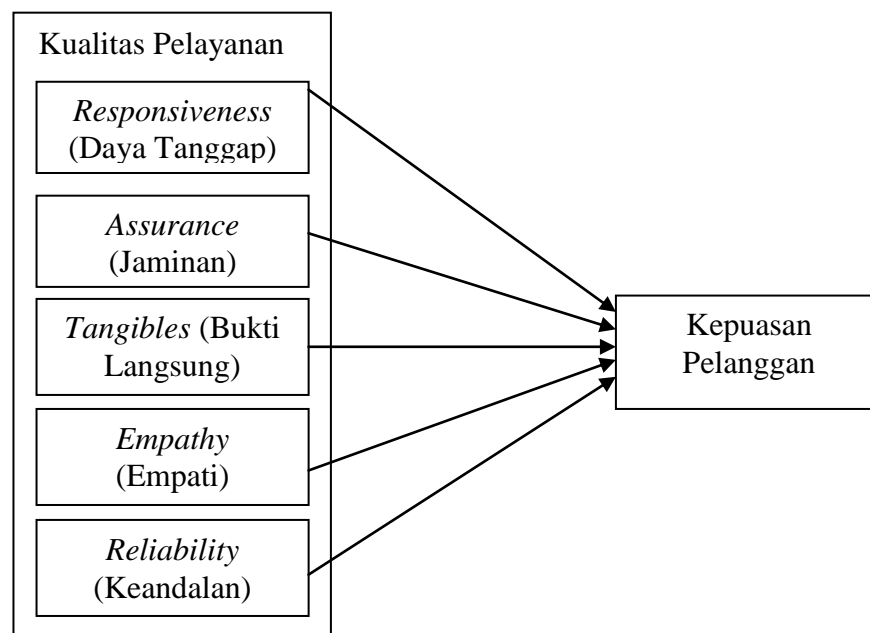 Kualitas Pelayanan
Responsiveness
(Daya Tanggap)
Assurance
(Jaminan)
Tangibles (Bukti
Langsung)
Empathy
(Empati)
Reliability
(Keandalan)
Kepuasan
Pelanggan